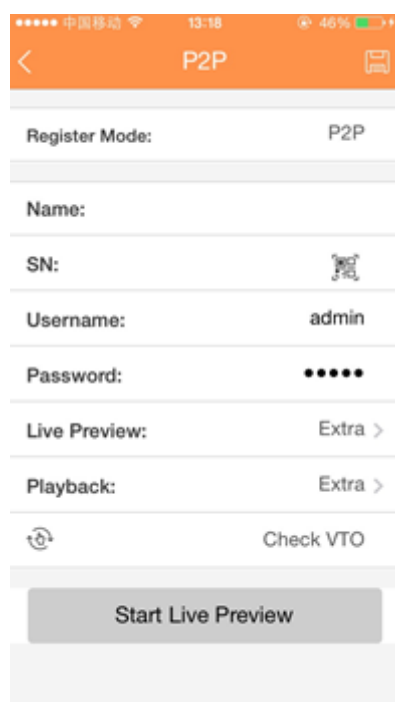 中国移动 13:18 46%
P2P
Register Mode: P2P
Name:
SN:
Username: admin
Password: •••••
Live Preview: Extra
Playback: Extra
Check VTO
Start Live Preview